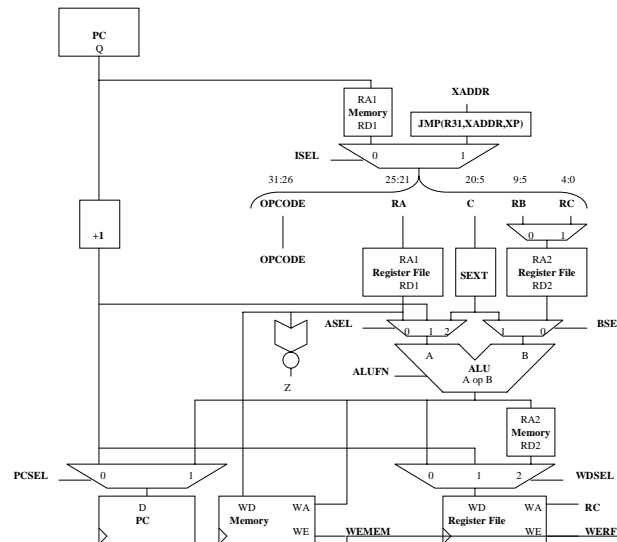 PC
Q
XADDR
RA1
Memory
RD1
JMP(R31,XADDR,XP)
ISEL
0 1
31:26 25:21 20:5 9:5 4:0
OPCODE RA C RB RC
0 1
+1
OPCODE
RA1
Register File
RD1
SEXT
RA2
Register File
RD2
ASEL
0 1 2
1 0
BSE
Z
A B
ALU
A op B
ALUFN
RA2
Memory
RD2
PCSEL
0 1
0 1 2
WDSEL
D
PC
WD WA
Memory
WE
WEMEM
WD WA
Register File
WE
RC
WERF